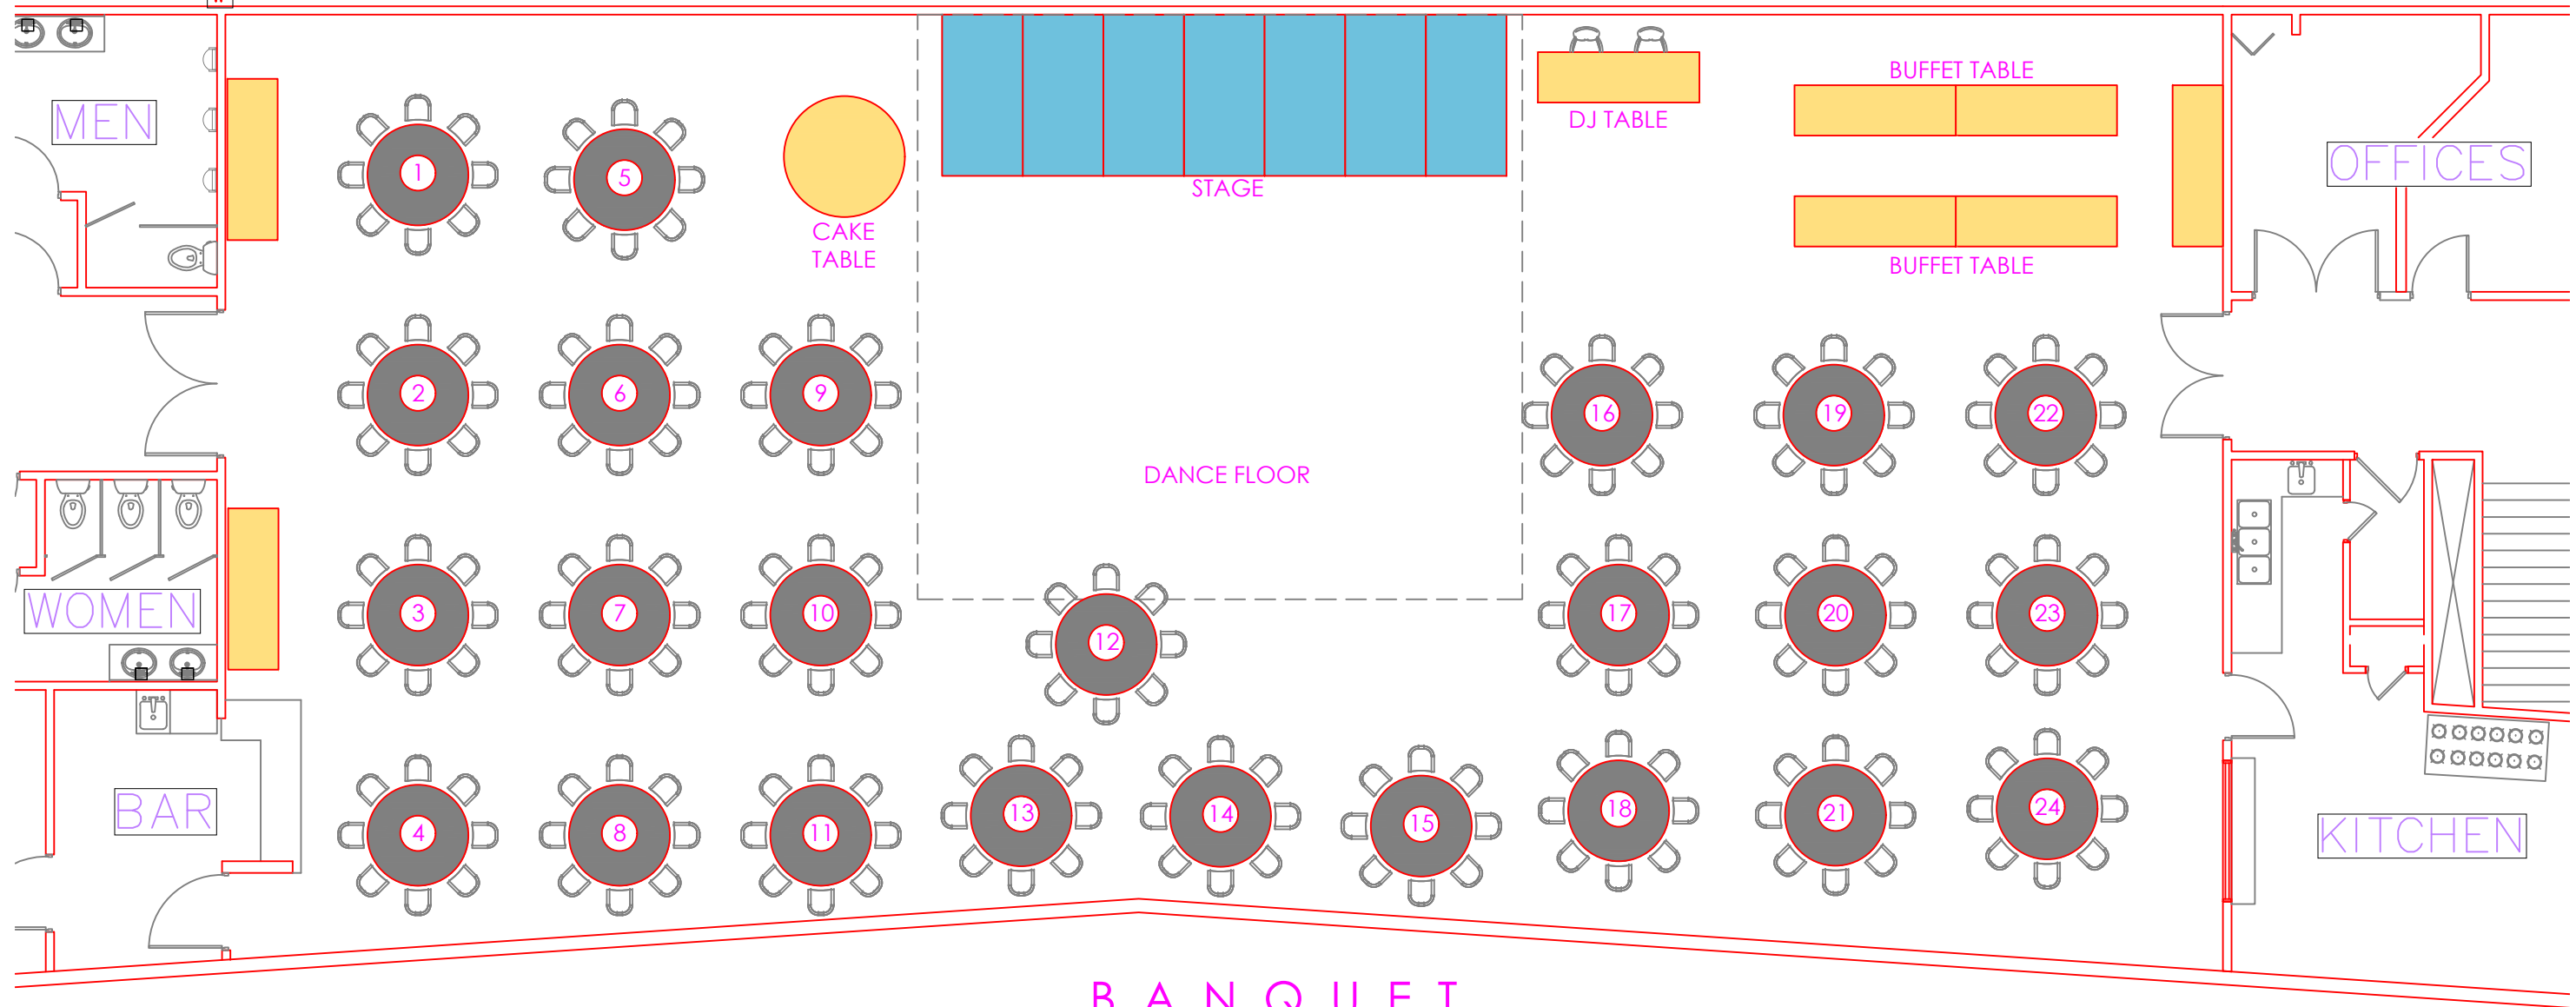 MEN
BUFFET TABLE
DJ TABLE
OFFICES
1
5
STAGE
CAKE
TABLE
BUFFET TABLE
2
6
9
16
19
22
DANCE FLOOR
WOMEN
3
7
10
12
17
20
23
BAR
4
8
11
13
14
15
18
21
24
KITCHEN
BANQUET